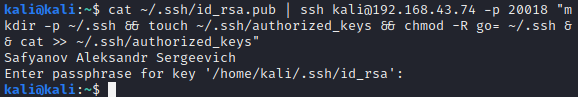 kali@kali:~$ cat ~/.ssh/id_rsa.pub | ssh kali@192.168.43.74 -p 20018 "m
kdir -p ~/.ssh && touch ~/.ssh/authorized_keys && chmod -R go= ~/.ssh &
& cat >> ~/.ssh/authorized_keys"
Safyanov Aleksandr Sergeevich
Enter passphrase for key '/home/kali/.ssh/id_rsa':
kali@kali:~$